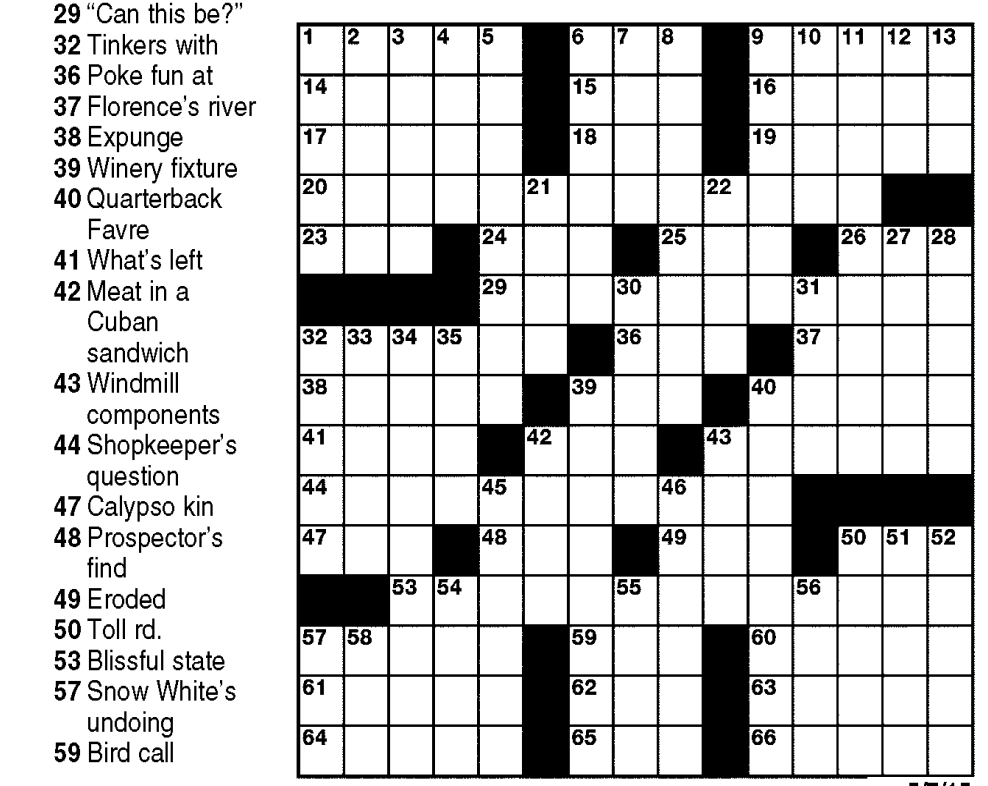 29 “Can this be?”
32 Tinkers with
36 Poke fun at
37 Florence’s river
38 Expunge
39 Winery fixture
40 Quarterback
Favre
41 What’s left
42 Meat in a
Cuban
sandwich
43 Windmill
components
44 Shopkeeper’s
question
47 Calypso kin
48 Prospector’s
find
49 Eroded
50 Toll rd.
53 Blissful state
57 Snow White’s
undoing
59 Bird call
1 2 3 4 5 6 7 8 9 10 11 12 13
14 15 16
17 18 19
20 21 22
23 24 25 26 27 28
29 30 31
32 33 34 35 36 37
38 39 40
41 42 43
44 45 46
47 48 49 50 51 52
53 54 55 56
57 58 59 60
61 62 63
64 65 66